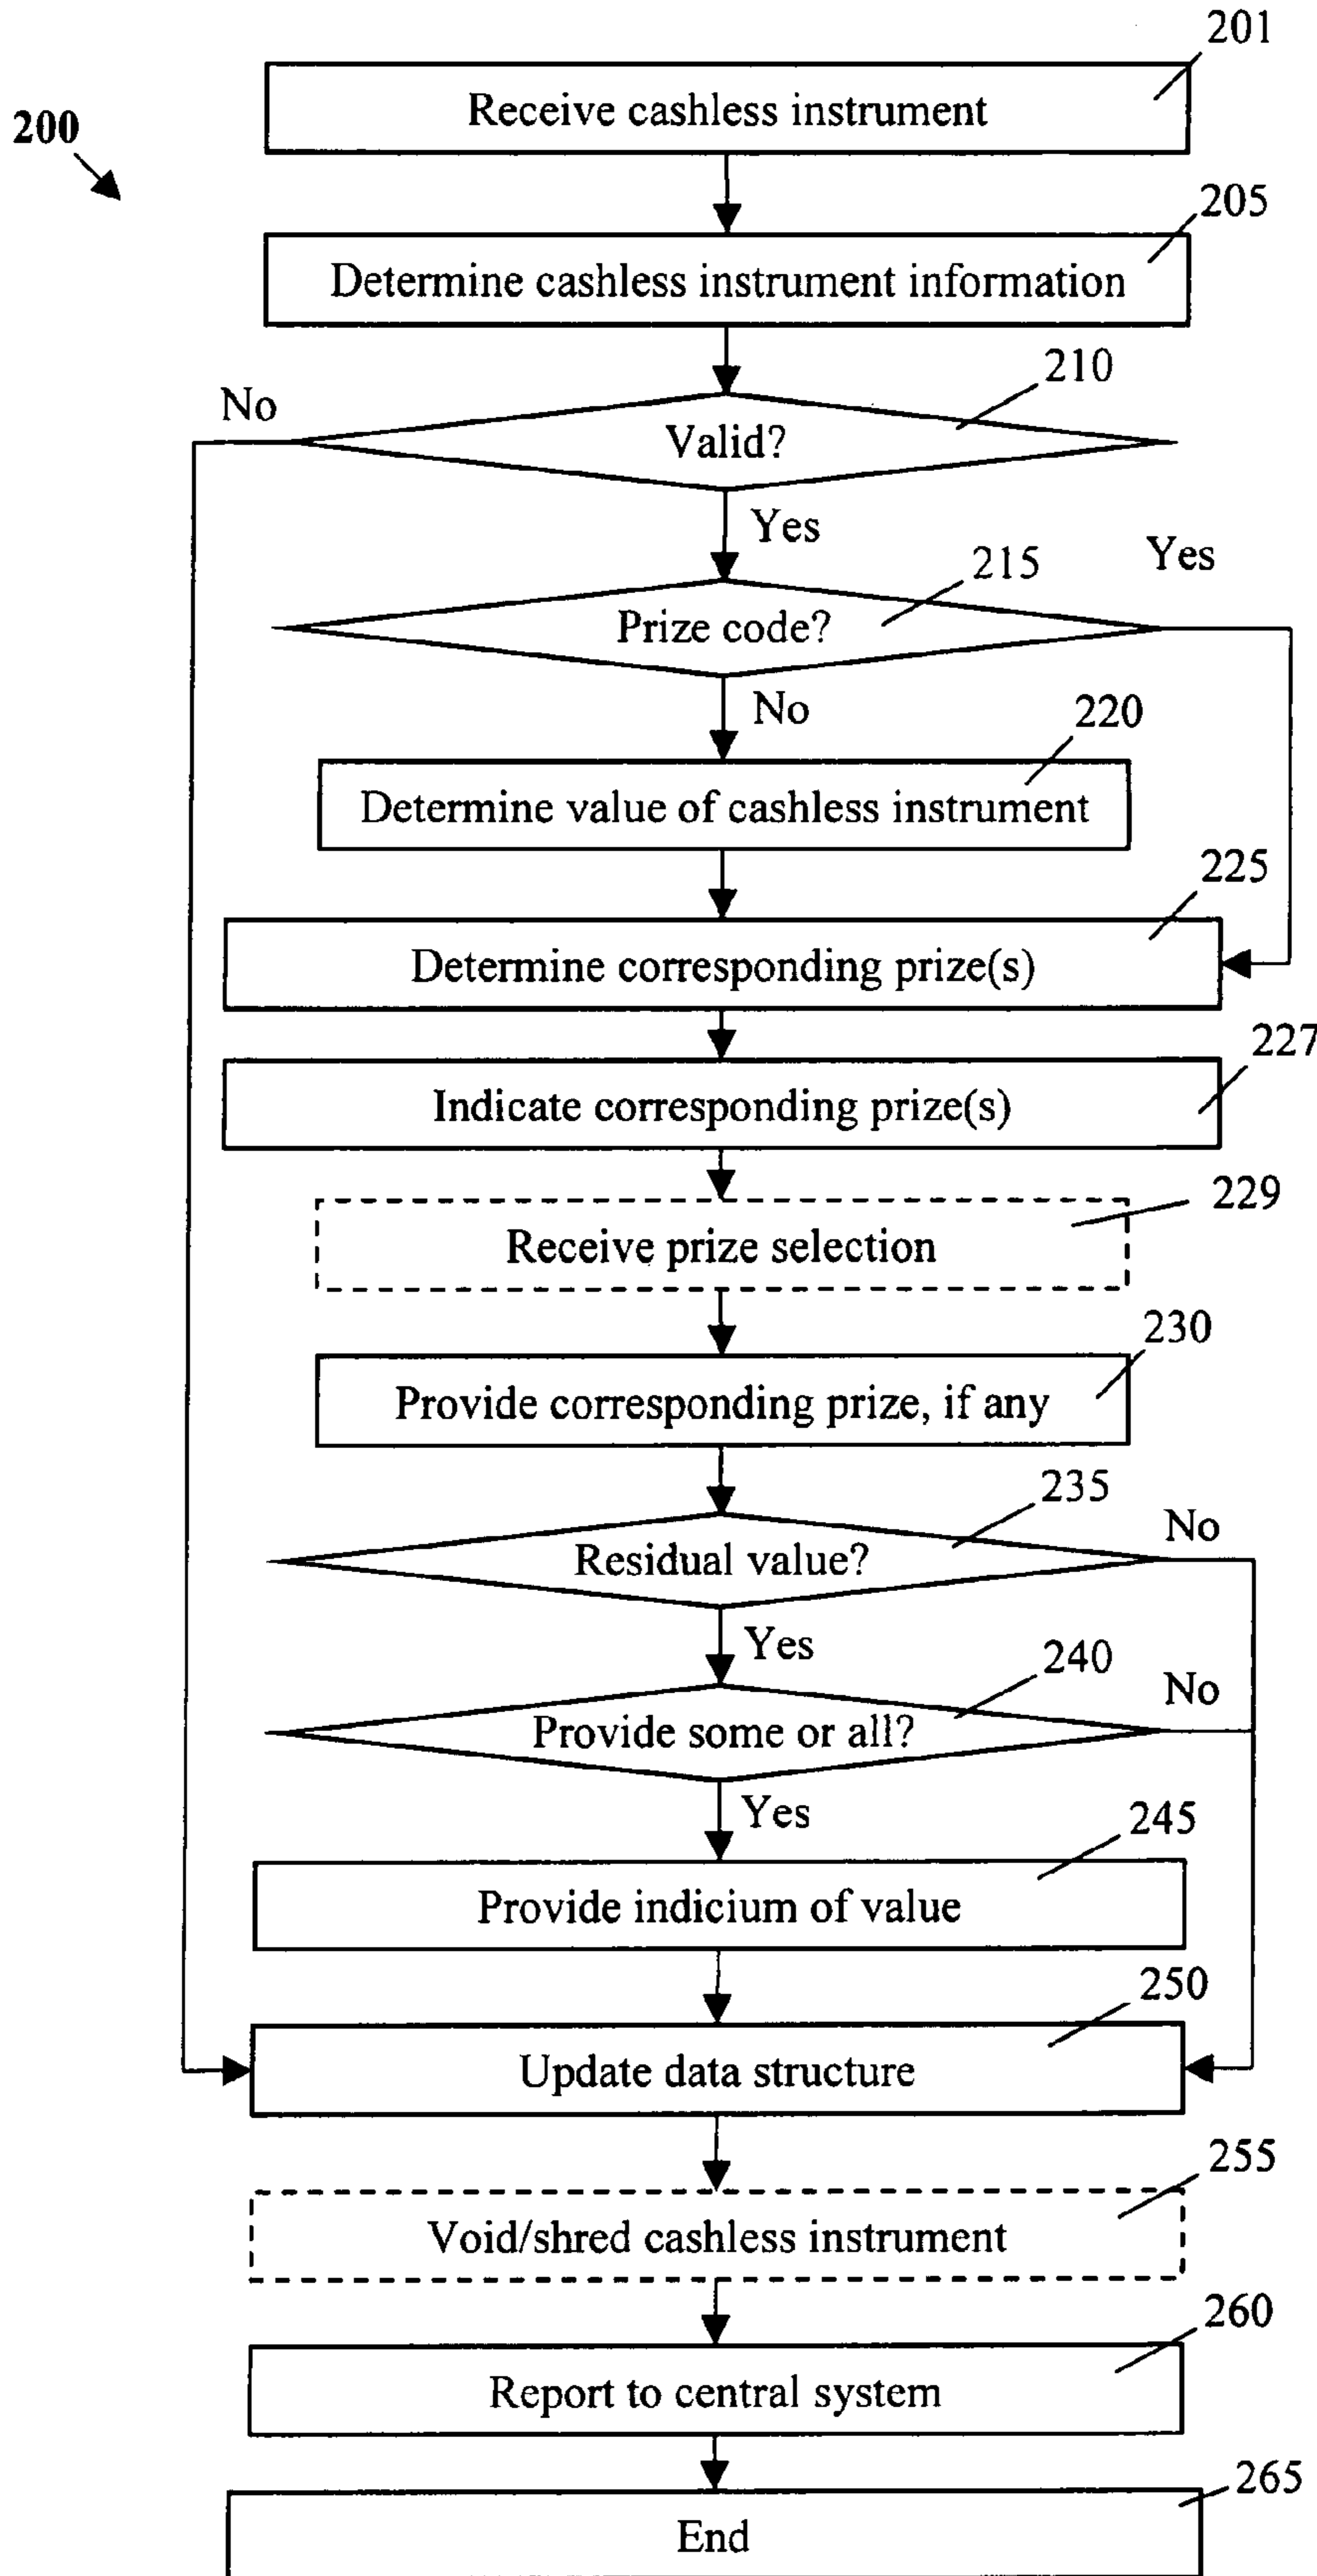 201
Receive cashless instrument
200
205
Determine cashless instrument information
210
No
Valid?
Yes
215
Yes
Prize code?
No
220
Determine value of cashless instrument
225
Determine corresponding prize(s)
227
Indicate corresponding prize(s)
229
Receive prize selection
230
Provide corresponding prize, if any
235
No
Residual value?
Yes
240
No
Provide some or all?
Yes
245
Provide indicium of value
250
Update data structure
255
Void/shred cashless instrument
260
Report to central system
265
End